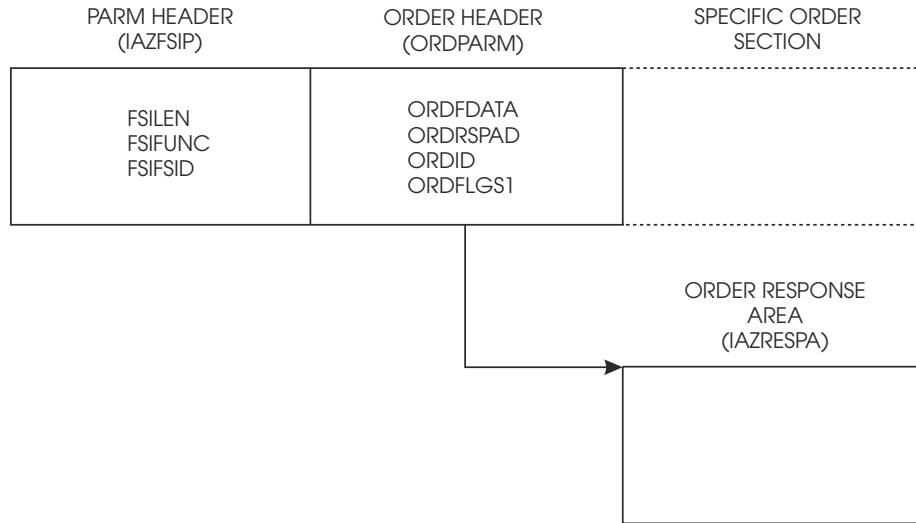 PARM HEADER
(IAZFSIP)
ORDER HEADER
(ORDPARM)
SPECIFIC ORDER
SECTION
FSILEN
FSIFUNC
FSIFSID
ORDFDATA
ORDRSPAD
ORDID
ORDFLGS1
ORDER RESPONSE
AREA
(IAZRESPA)